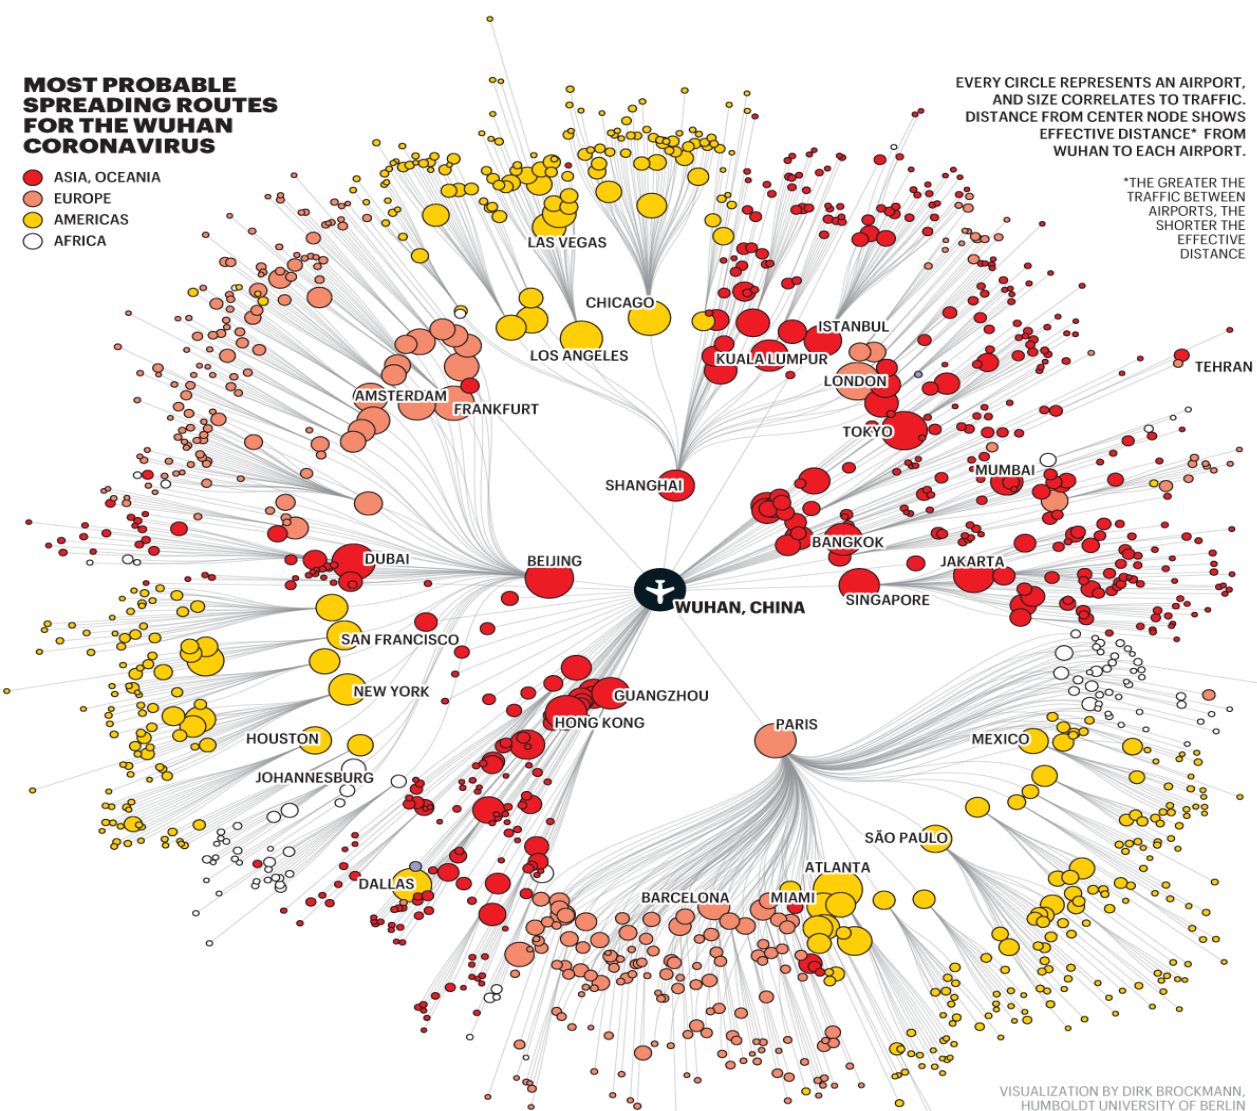 MOST PROBABLE
SPREADING ROUTES
FOR THE WUHAN
CORONAVIRUS
ASIA, OCEANIA
EUROPE
AMERICAS
AFRICA
EVERY CIRCLE REPRESENTS AN AIRPORT,
AND SIZE CORRELATES TO TRAFFIC.
DISTANCE FROM CENTER NODE SHOWS
EFFECTIVE DISTANCE* FROM
WUHAN TO EACH AIRPORT.
*THE GREATER THE
TRAFFIC BETWEEN
AIRPORTS, THE
SHORTER THE
EFFECTIVE
DISTANCE
LAS VEGAS
CHICAGO
LOS ANGELES
ISTANBUL
KUALA LUMPUR
TEHRAN
LONDON
AMSTERDAM
FRANKFURT
TOKYO
MUMBAI
SHANGHAI
BANGKOK
DUBAI
BEIJING
JAKARTA
SINGAPORE
WUHAN, CHINA
SAN FRANCISCO
NEW YORK
GUANGZHOU
HONG KONG
PARIS
HOUSTON
MEXICO
JOHANNESBURG
SÃO PAULO
ATLANTA
DALLAS
BARCELONA
MIAMI
VISUALIZATION BY DIRK BROCKMANN,
HUMBOLDT UNIVERSITY OF BERLIN